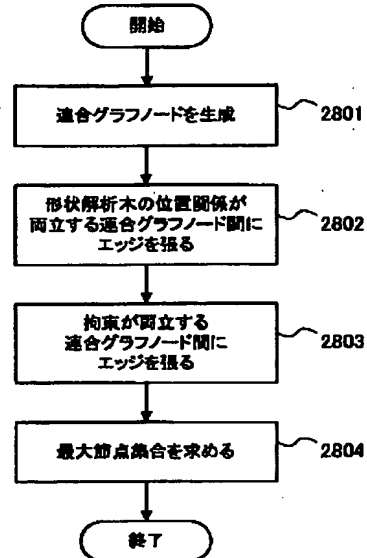 開始
連合グラフノードを生成
2801
形状解析木の位置関係が
両立する連合グラフノード間に
エッジを張る
2802
拘束が両立する
連合グラフノード間に
エッジを張る
2803
最大節点集合を求める
2804
終了